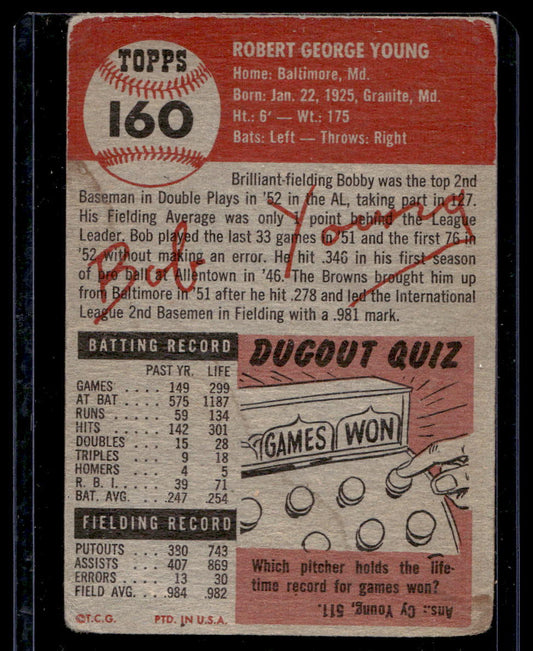 TOPPS
160
ROBERT GEORGE YOUNG
Home: Baltimore, Md.
Born: Jan. 22, 1925, Granite, Md.
Ht.: 6' — Wt.: 175
Bats: Left — Throws: Right
Brilliant-fielding Bobby was the top 2nd
Baseman in Double Plays in '52 in the AL, taking part in 127.
His Fielding Average was only 1 point behind the League
Leader. Bob played the last 33 games in '51 and the first 76 in
'52 without making an error. He hit .346 in his first season
of pro ball at Allentown in '46. The Browns brought him up
from Baltimore in '51 after he hit .278 and led the International
League 2nd Basemen in Fielding with a .981 mark.
Bob Young
BATTING RECORD
PAST YR. LIFE
GAMES .... 149 299
AT BAT .... 575 1187
RUNS .... 59 134
HITS .... 142 301
DOUBLES ... 15 28
TRIPLES .... 9 18
HOMERS ... 4 5
R. B. I. .... 39 71
BAT. AVG. ... .247 .254
FIELDING RECORD
PUTOUTS ... 380 743
ASSISTS ... 407 869
ERRORS .... 13 30
FIELD AVG. ... .984 .982
DUGOUT QUIZ
GAMES WON
Which pitcher holds the life-
time record for games won?
Ans.: Cy Young, 511.
©T.C.G. PTD. IN U.S.A.